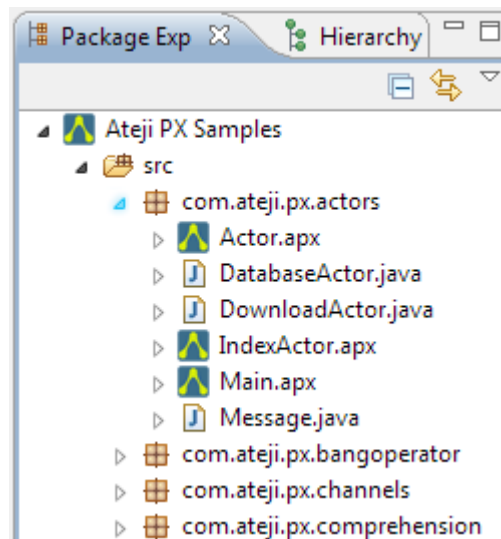 Package Exp Hierarchy
Ateji PX Samples
src
com.ateji.px.actors
Actor.apx
DatabaseActor.java
DownloadActor.java
IndexActor.apx
Main.apx
Message.java
com.ateji.px.bangoperator
com.ateji.px.channels
com.ateji.px.comprehension